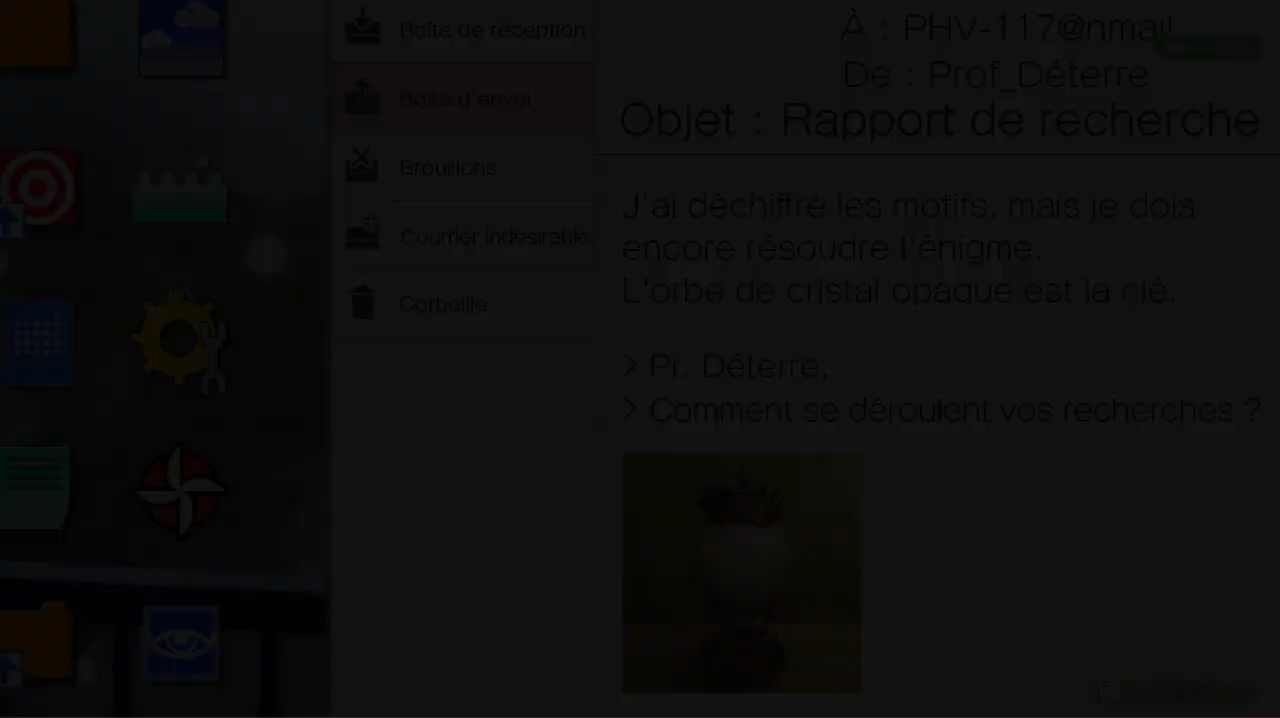 Boîte de réception
Boîte d'envoi
Brouillons
Courrier indésirable
Corbeille
À : PHV-117@nmail
De : Prof_Déterre
Objet : Rapport de recherche
J'ai déchiffré les motifs, mais je dois
encore résoudre l'énigme.
L'orbe de cristal opaque est la clé.
> Pr. Déterre,
> Comment se déroulent vos recherches ?